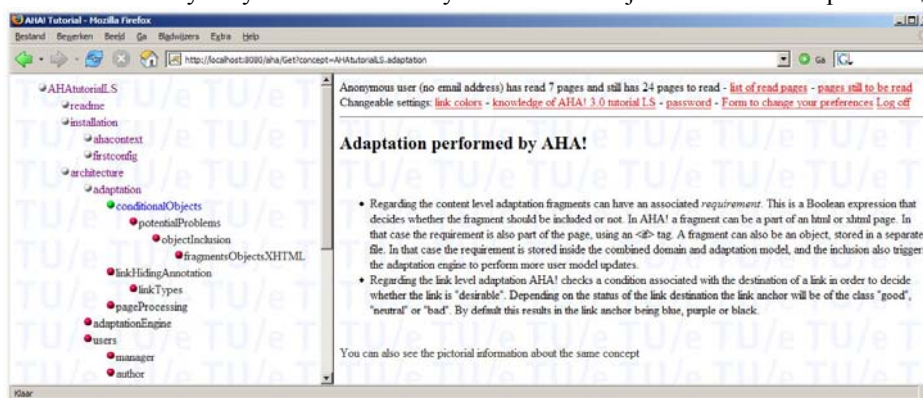 AHA! Tutorial - Mozilla Firefox
Bestand Bewerken Beeld Ga Bladwijzers Extra Help
http://localhost:8080/aha/Get?concept=AHAtutorialLS.adaptation
Ga
AHAtutorialLS
readme
installation
ahacontext
firstconfig
architecture
adaptation
conditionalObjects
potentialProblems
objectInclusion
fragmentsObjectsXHTML
linkHidingAnnotation
linkTypes
pageProcessing
adaptationEngine
users
manager
author
Anonymous user (no email address) has read 7 pages and still has 24 pages to read - list of read pages - pages still to be read
Changeable settings: link colors - knowledge of AHA! 3.0 tutorial LS - password - Form to change your preferences Log off
Adaptation performed by AHA!
• Regarding the content level adaptation fragments can have an associated requirement. This is a Boolean expression that
decides whether the fragment should be included or not. In AHA! a fragment can be a part of an html or xhtml page. In
that case the requirement is also part of the page, using an <if> tag. A fragment can also be an object, stored in a separate
file. In that case the requirement is stored inside the combined domain and adaptation model, and the inclusion also trigger
the adaptation engine to perform more user model updates.
• Regarding the link level adaptation AHA! checks a condition associated with the destination of a link in order to decide
whether the link is "desirable". Depending on the status of the link destination the link anchor will be of the class "good",
"neutral" or "bad". By default this results in the link anchor being blue, purple or black.
You can also see the pictorial information about the same concept
Klaar